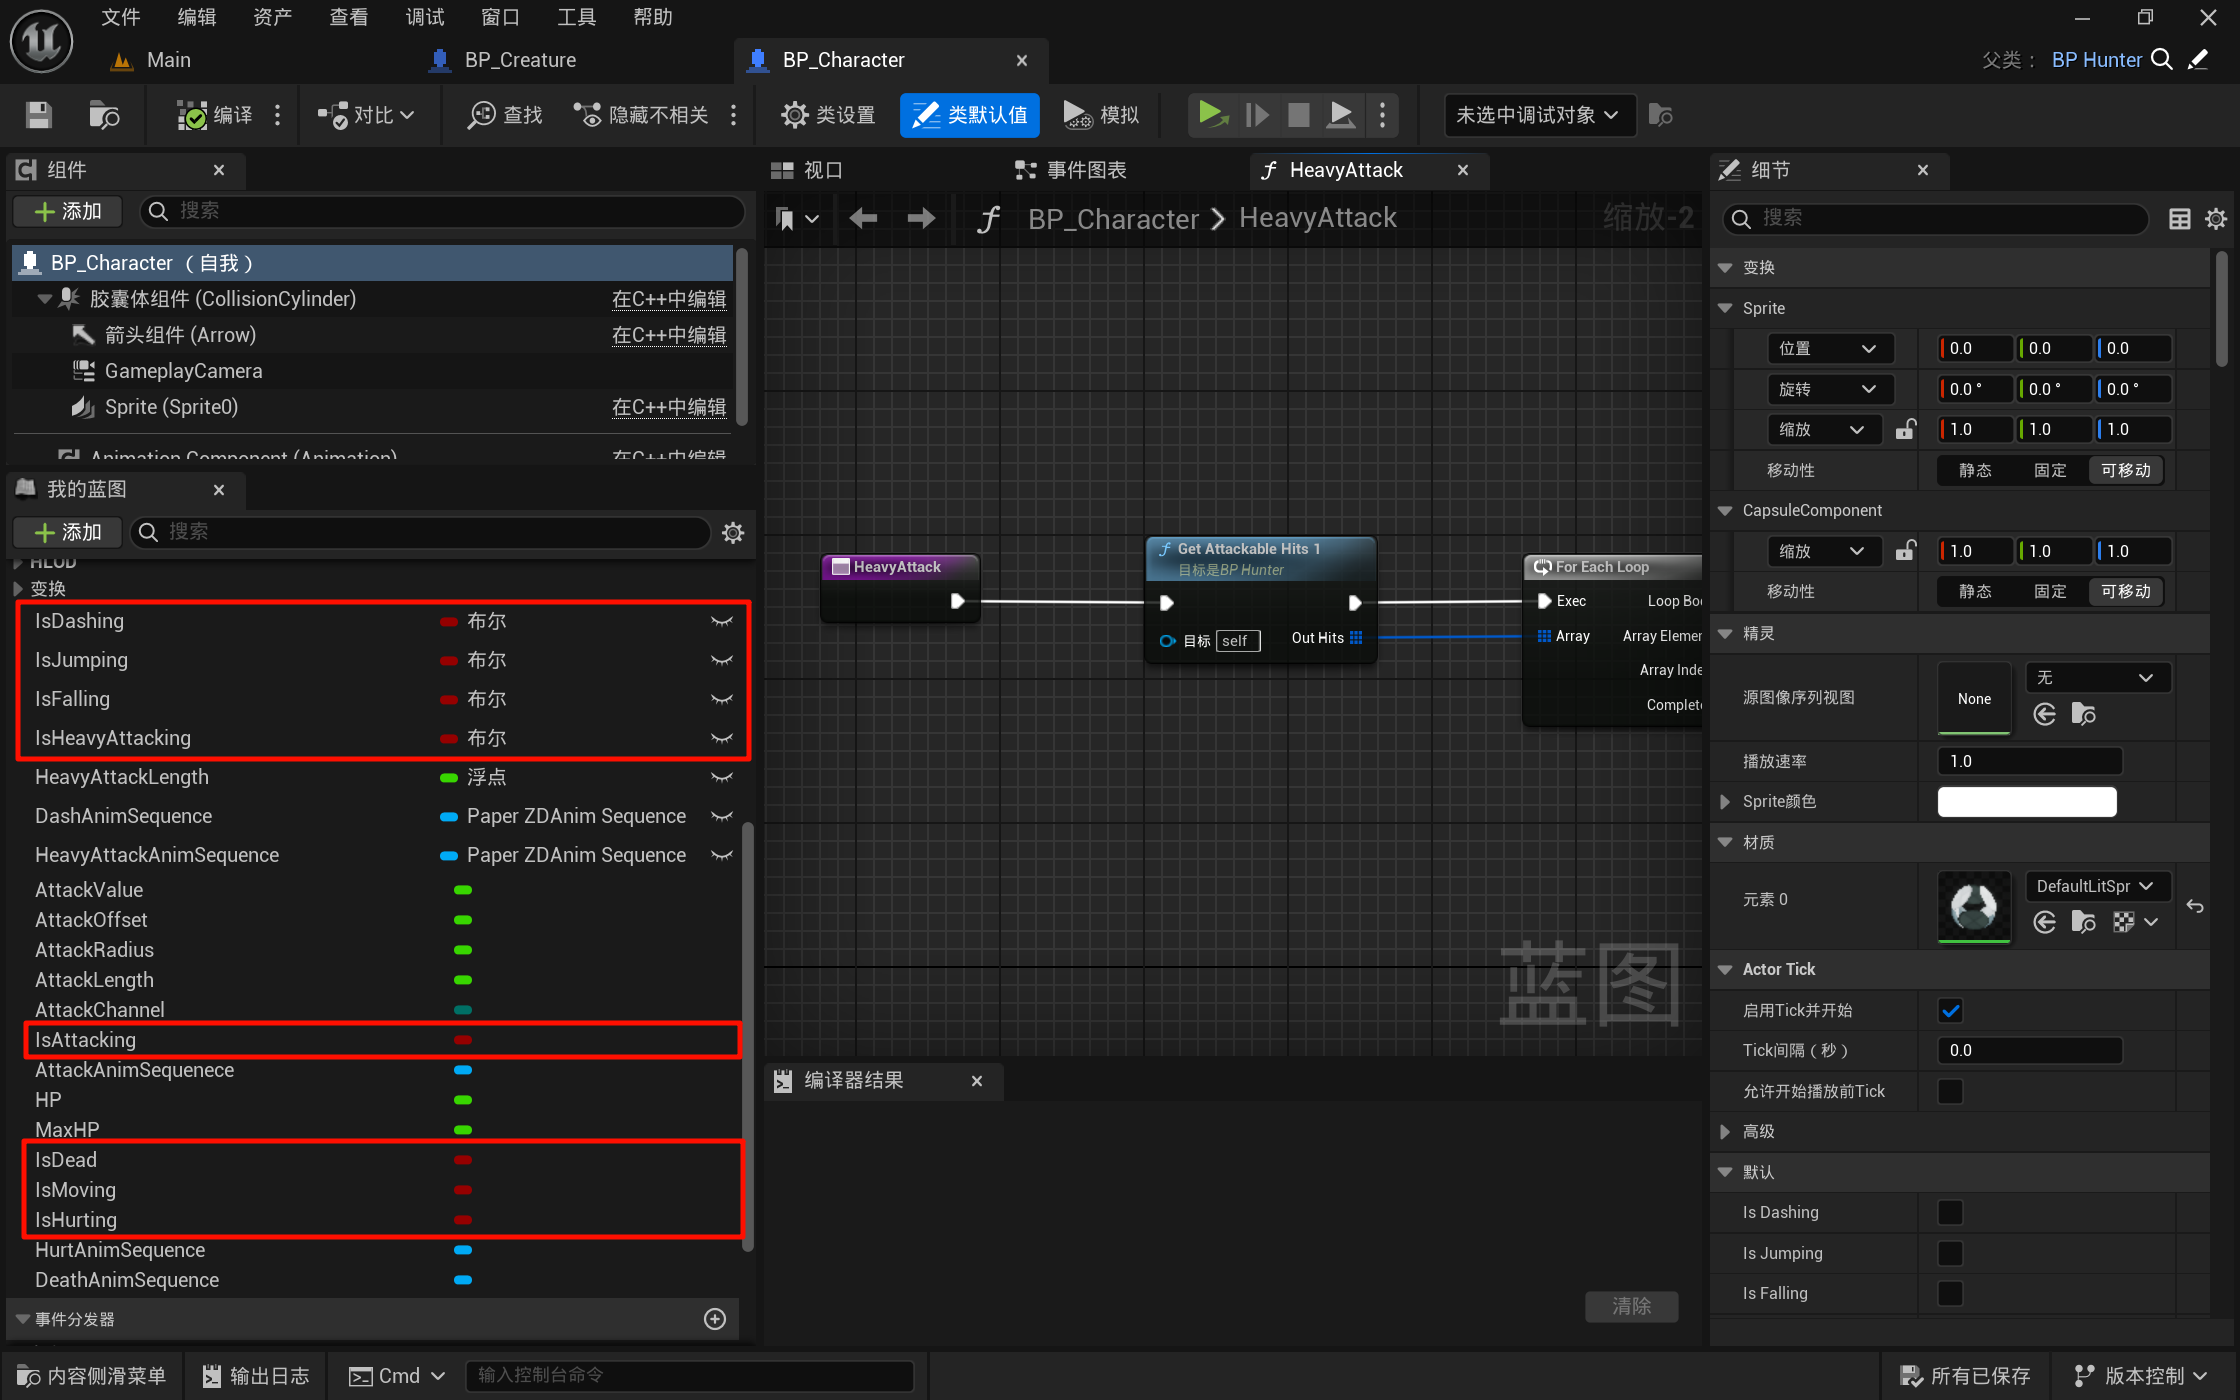 文件 编辑 资产 查看 调试 窗口 工具 帮助
Main BP_Creature BP_Character 父类： BP Hunter
编译 对比 查找 隐藏不相关 类设置 类默认值 模拟 未选中调试对象
组件
添加 搜索
BP_Character （自我）
胶囊体组件 (CollisionCylinder) 在C++中编辑
箭头组件 (Arrow) 在C++中编辑
GameplayCamera
Sprite (Sprite0) 在C++中编辑
Animation Component (Animation) 在C++中编辑
我的蓝图
添加 搜索
HLOD
变换
IsDashing 布尔
IsJumping 布尔
IsFalling 布尔
IsHeavyAttacking 布尔
HeavyAttackLength 浮点
DashAnimSequence Paper ZDAnim Sequence
HeavyAttackAnimSequence Paper ZDAnim Sequence
AttackValue
AttackOffset
AttackRadius
AttackLength
AttackChannel
IsAttacking
AttackAnimSequenece
HP
MaxHP
IsDead
IsMoving
IsHurting
HurtAnimSequence
DeathAnimSequence
事件分发器
视口 事件图表 HeavyAttack
BP_Character HeavyAttack 缩放-2
HeavyAttack
Get Attackable Hits 1
目标是BP Hunter
目标 self Out Hits
For Each Loop
Exec Loop Boc
Array Array Elemer
Array Inde
Complete
蓝图
编译器结果
清除
细节
搜索
变换
Sprite
位置 0.0 0.0 0.0
旋转 0.0 ° 0.0 ° 0.0 °
缩放 1.0 1.0 1.0
移动性 静态 固定 可移动
CapsuleComponent
缩放 1.0 1.0 1.0
移动性 静态 固定 可移动
精灵
源图像序列视图 None 无
播放速率 1.0
Sprite颜色
材质
元素 0 DefaultLitSpr
Actor Tick
启用Tick并开始
Tick间隔（秒） 0.0
允许开始播放前Tick
高级
默认
Is Dashing
Is Jumping
Is Falling
内容侧滑菜单 输出日志 Cmd 输入控制台命令 所有已保存 版本控制